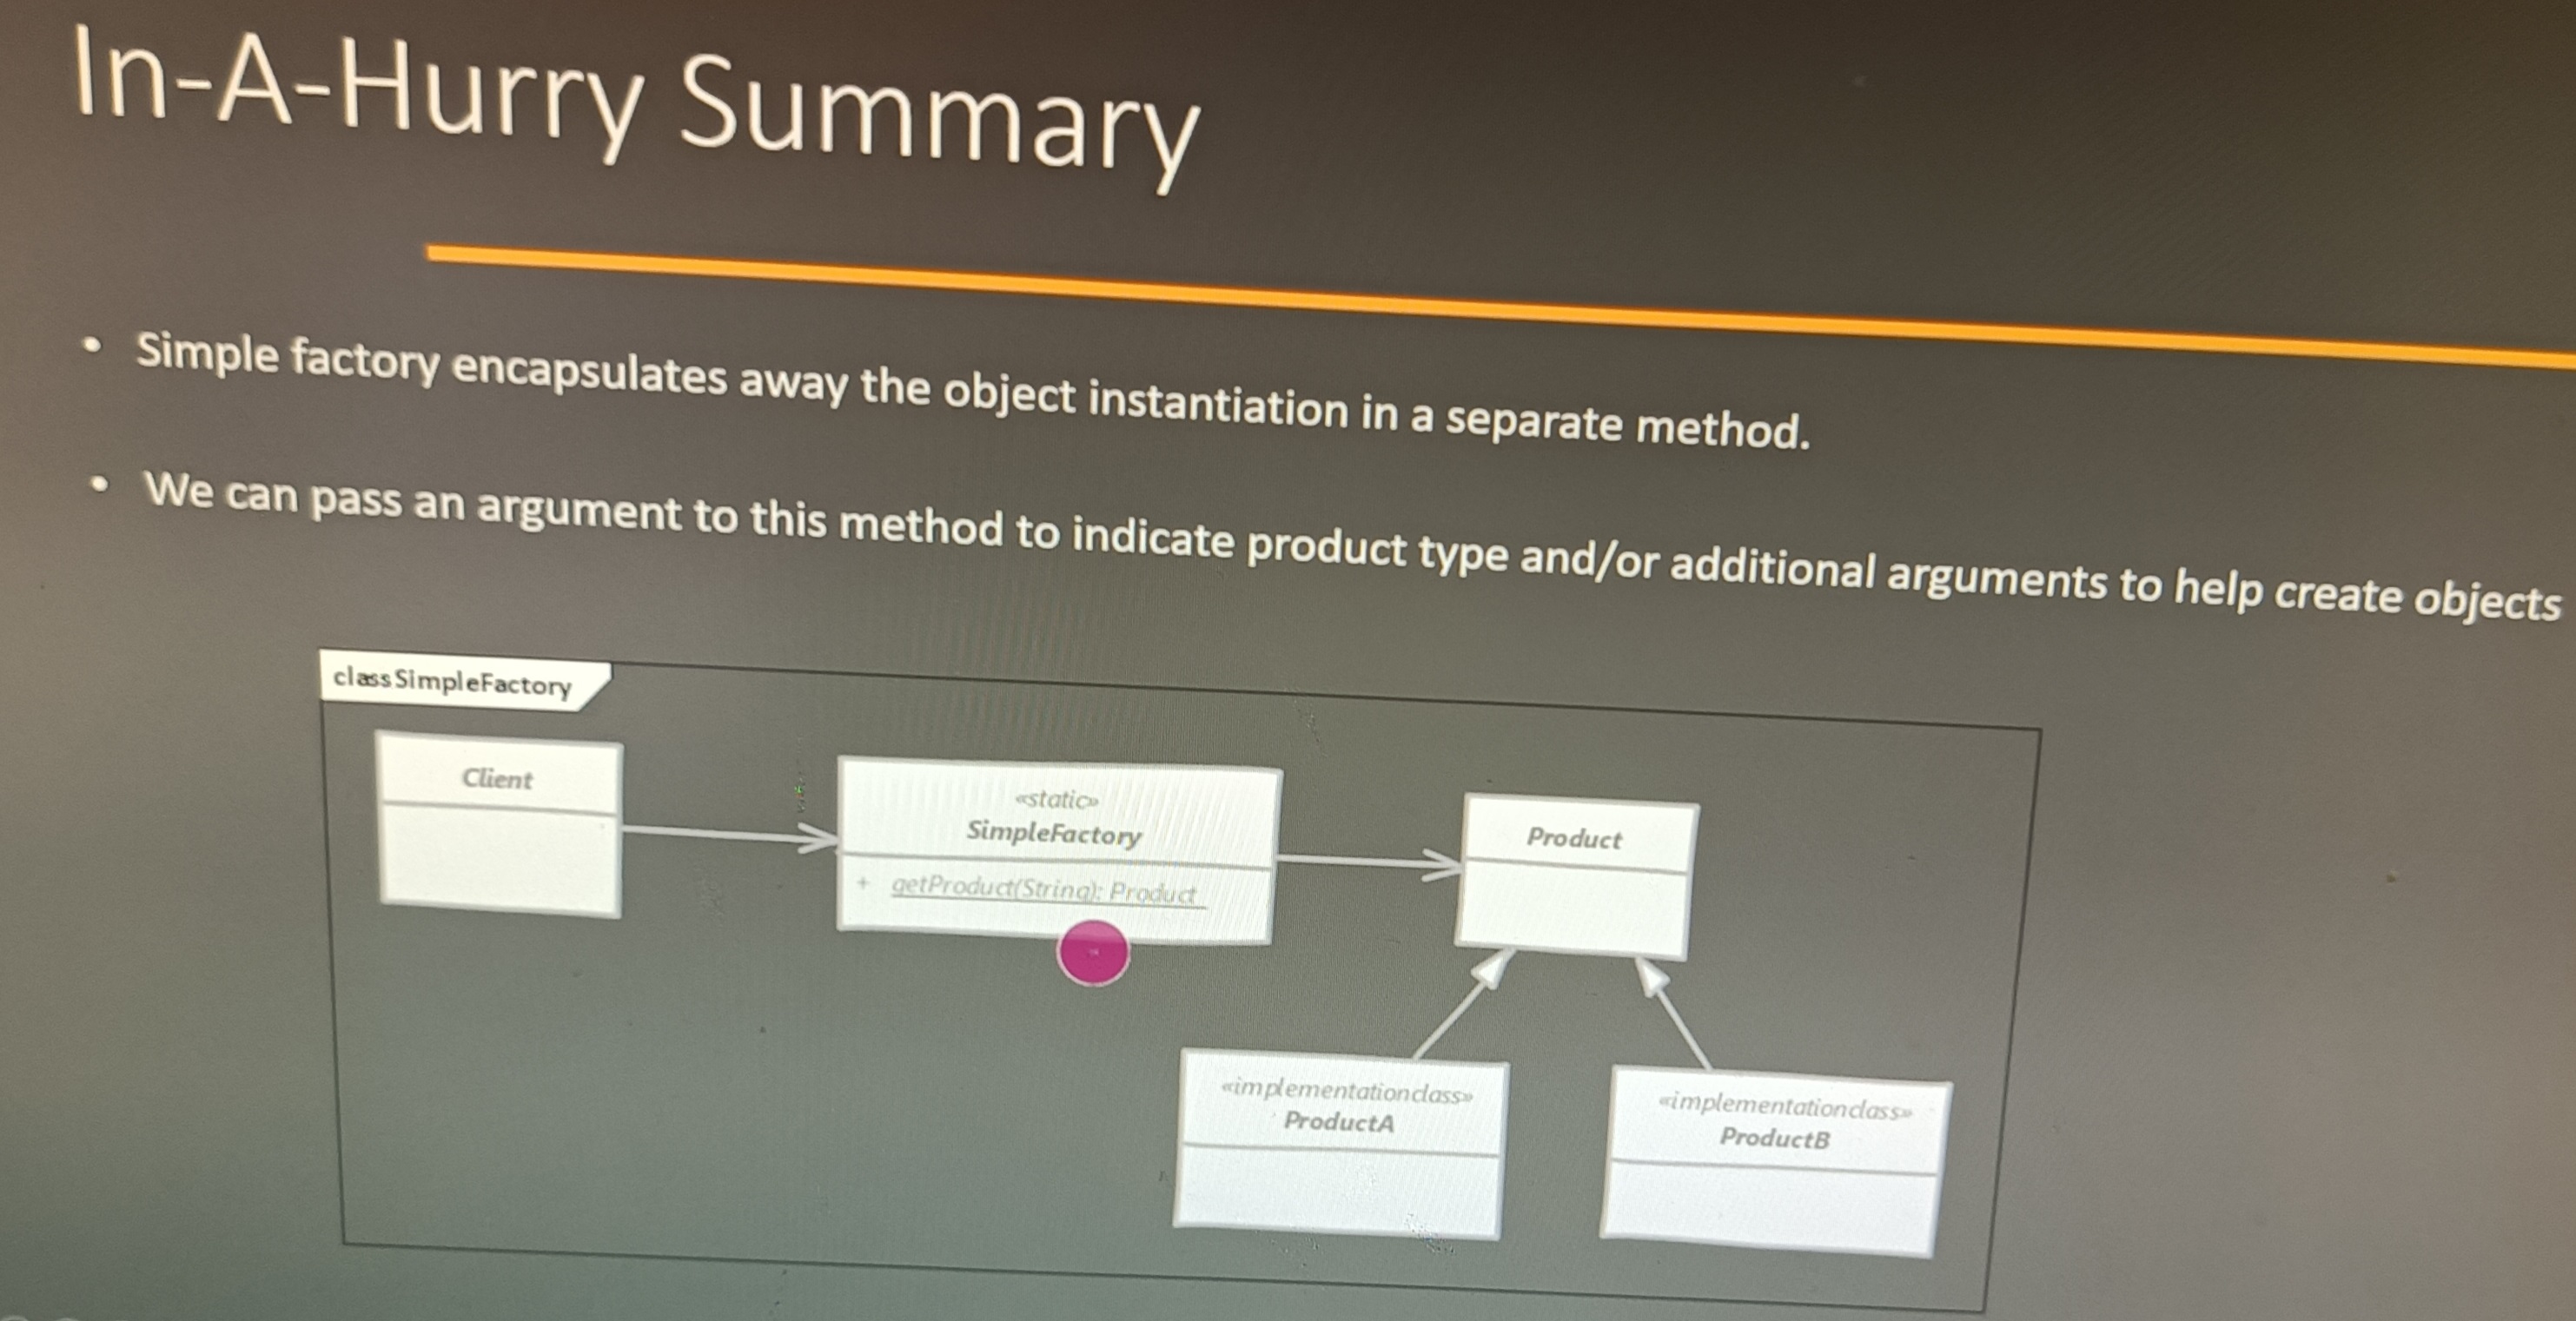 In-A-Hurry Summary
• Simple factory encapsulates away the object instantiation in a separate method.
• We can pass an argument to this method to indicate product type and/or additional arguments to help create objects
class SimpleFactory
Client
«static»
SimpleFactory
+ getProduct(String): Product
Product
«implementationclass»
ProductA
«implementationclass»
ProductB